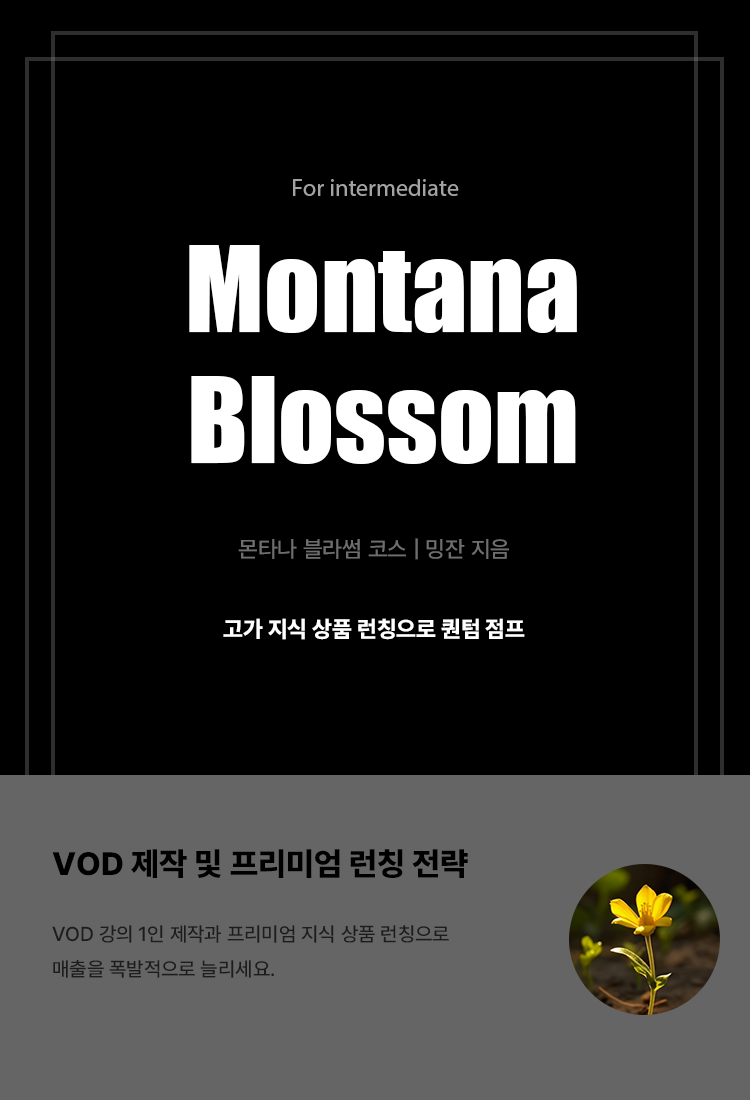 For intermediate
Montana
Blossom
몬타나 블라썸 코스 | 밍잔 지음
고가 지식 상품 런칭으로 퀀텀 점프
VOD 제작 및 프리미엄 런칭 전략
VOD 강의 1인 제작과 프리미엄 지식 상품 런칭으로
매출을 폭발적으로 늘리세요.